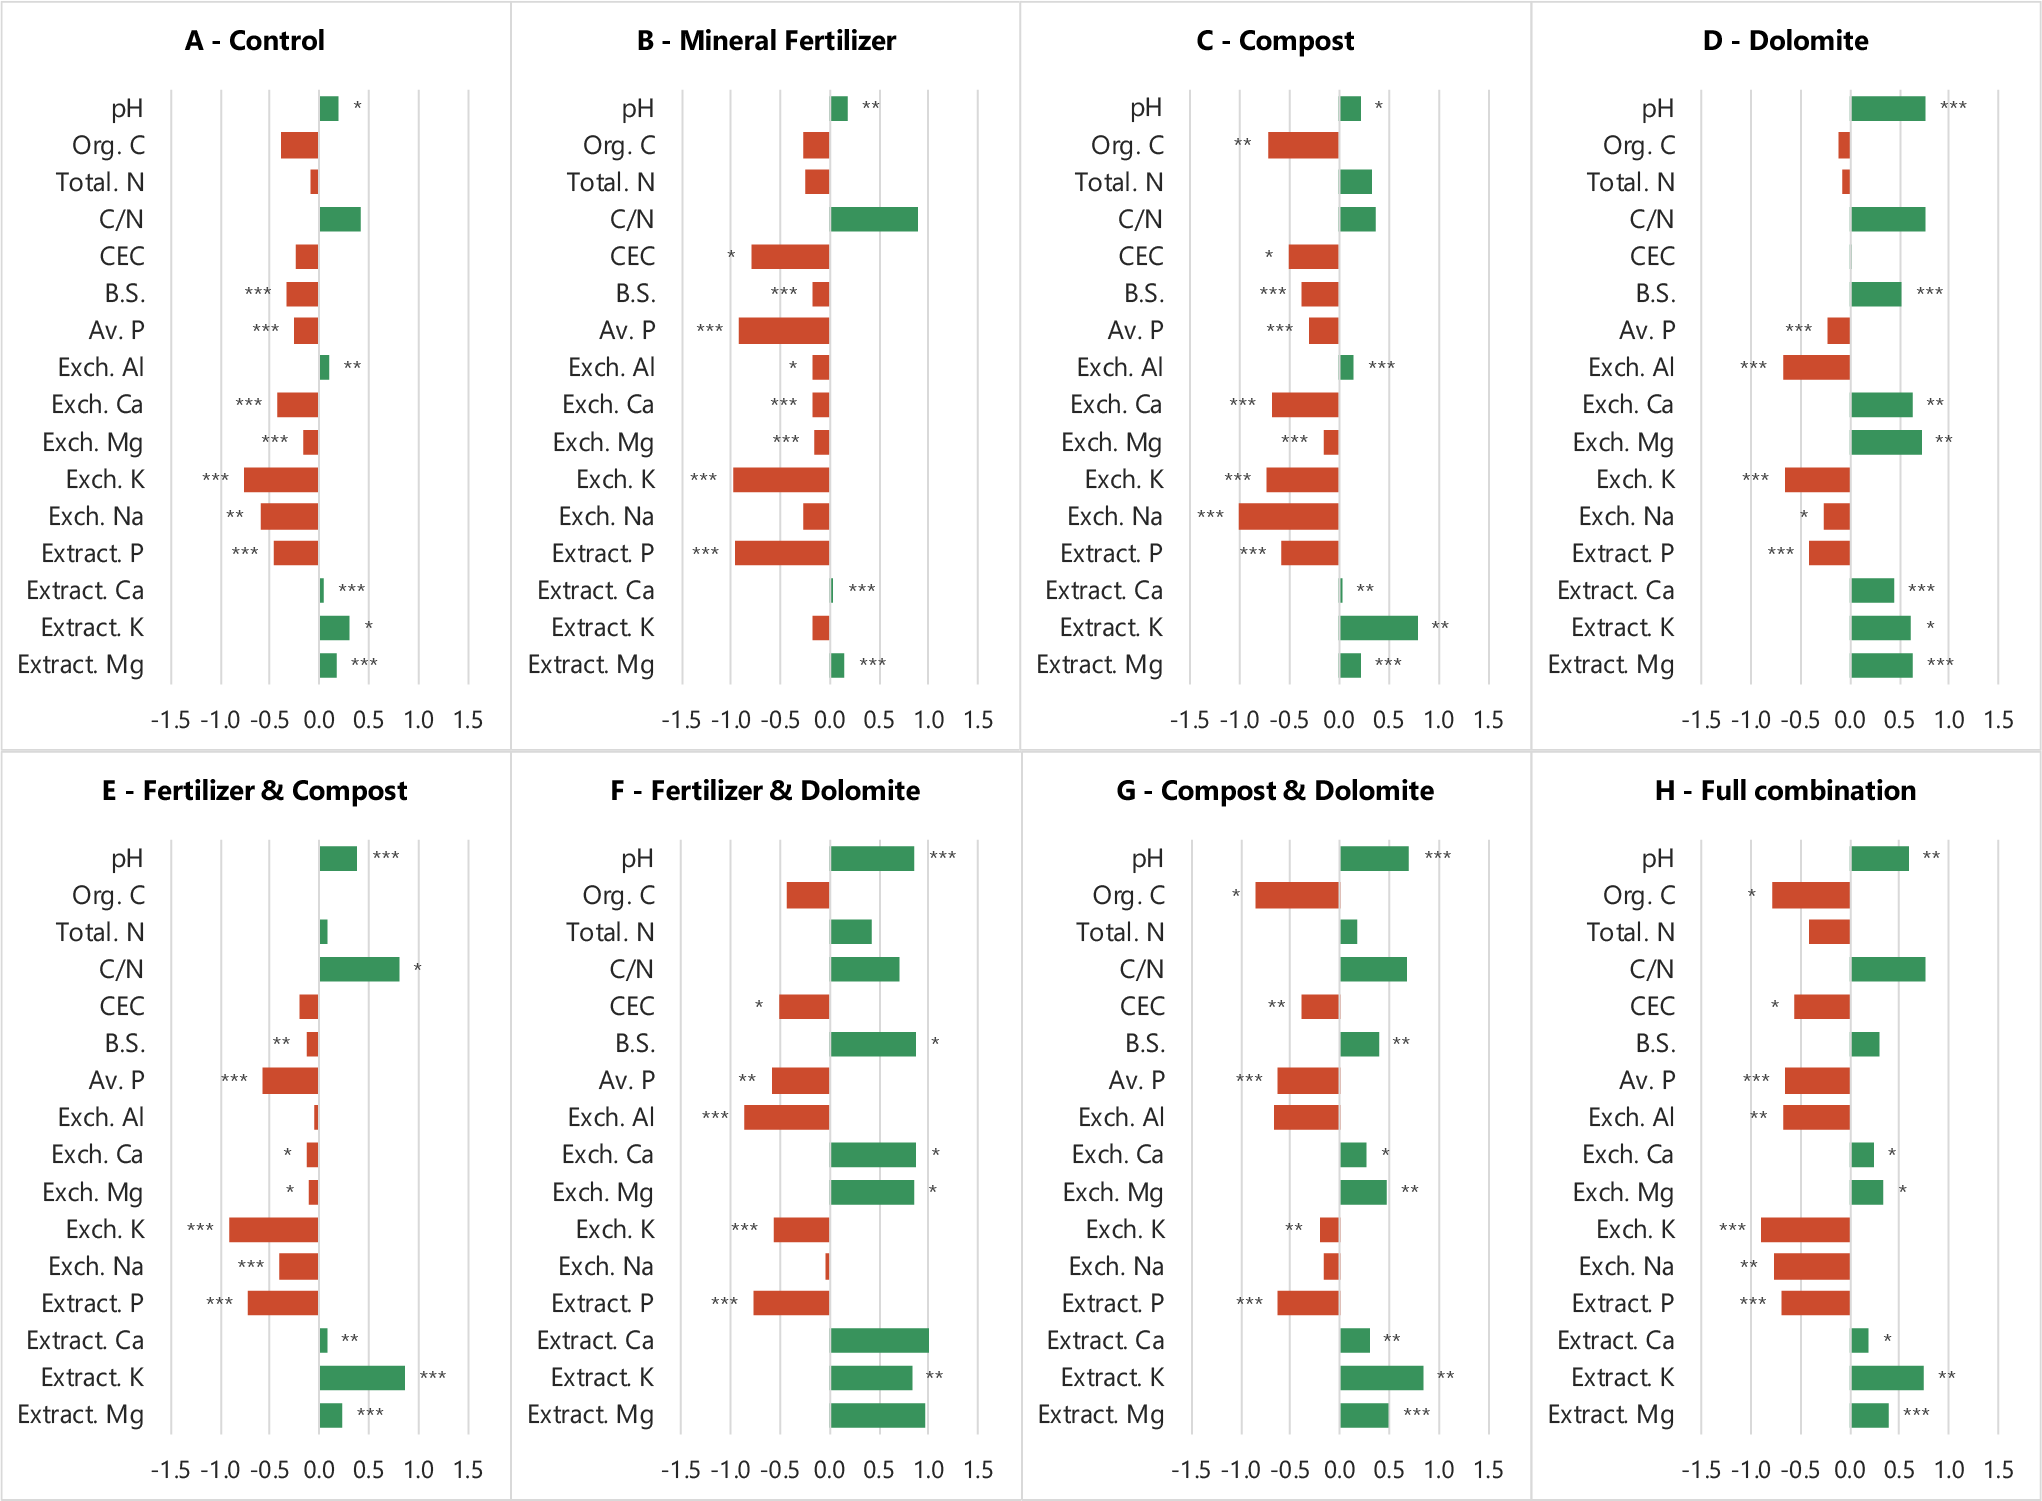 A - Control
pH *
Org. C
Total. N
C/N
CEC
B.S. ***
Av. P ***
Exch. Al **
Exch. Ca ***
Exch. Mg ***
Exch. K ***
Exch. Na **
Extract. P ***
Extract. Ca ***
Extract. K *
Extract. Mg ***
-1.5 -1.0 -0.5 0.0 0.5 1.0 1.5
B - Mineral Fertilizer
pH **
Org. C
Total. N
C/N
CEC *
B.S. ***
Av. P ***
Exch. Al *
Exch. Ca ***
Exch. Mg ***
Exch. K ***
Exch. Na
Extract. P ***
Extract. Ca ***
Extract. K
Extract. Mg ***
-1.5 -1.0 -0.5 0.0 0.5 1.0 1.5
C - Compost
pH *
Org. C **
Total. N
C/N
CEC *
B.S. ***
Av. P ***
Exch. Al ***
Exch. Ca ***
Exch. Mg ***
Exch. K ***
Exch. Na ***
Extract. P ***
Extract. Ca **
Extract. K **
Extract. Mg ***
-1.5 -1.0 -0.5 0.0 0.5 1.0 1.5
D - Dolomite
pH ***
Org. C
Total. N
C/N
CEC
B.S. ***
Av. P ***
Exch. Al ***
Exch. Ca **
Exch. Mg **
Exch. K ***
Exch. Na *
Extract. P ***
Extract. Ca ***
Extract. K *
Extract. Mg ***
-1.5 -1.0 -0.5 0.0 0.5 1.0 1.5
E - Fertilizer & Compost
pH ***
Org. C
Total. N
C/N *
CEC
B.S. **
Av. P ***
Exch. Al
Exch. Ca *
Exch. Mg *
Exch. K ***
Exch. Na ***
Extract. P ***
Extract. Ca **
Extract. K ***
Extract. Mg ***
-1.5 -1.0 -0.5 0.0 0.5 1.0 1.5
F - Fertilizer & Dolomite
pH ***
Org. C
Total. N
C/N
CEC *
B.S. *
Av. P **
Exch. Al ***
Exch. Ca *
Exch. Mg *
Exch. K ***
Exch. Na
Extract. P ***
Extract. Ca
Extract. K **
Extract. Mg
-1.5 -1.0 -0.5 0.0 0.5 1.0 1.5
G - Compost & Dolomite
pH ***
Org. C *
Total. N
C/N
CEC **
B.S. **
Av. P ***
Exch. Al
Exch. Ca *
Exch. Mg **
Exch. K **
Exch. Na
Extract. P ***
Extract. Ca **
Extract. K **
Extract. Mg ***
-1.5 -1.0 -0.5 0.0 0.5 1.0 1.5
H - Full combination
pH **
Org. C *
Total. N
C/N
CEC *
B.S.
Av. P ***
Exch. Al **
Exch. Ca *
Exch. Mg *
Exch. K ***
Exch. Na **
Extract. P ***
Extract. Ca *
Extract. K **
Extract. Mg ***
-1.5 -1.0 -0.5 0.0 0.5 1.0 1.5